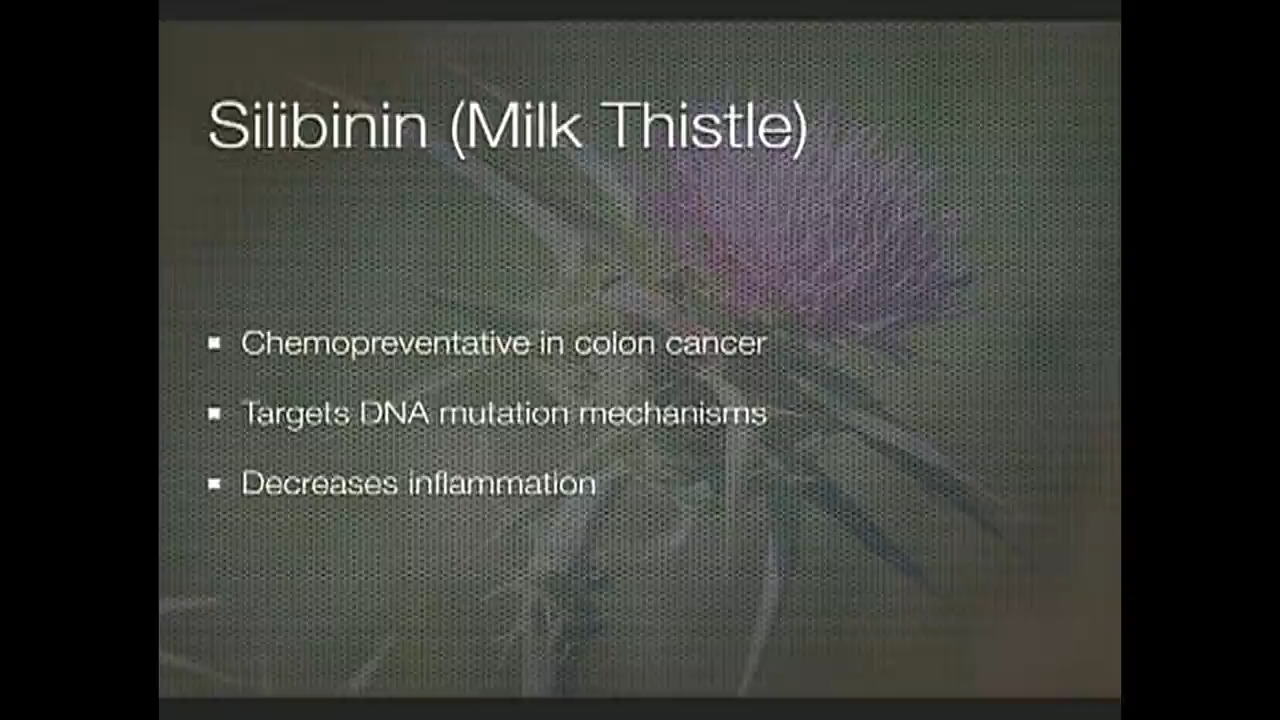 Silibinin (Milk Thistle)
Chemopreventative in colon cancer
Targets DNA mutation mechanisms
Decreases inflammation